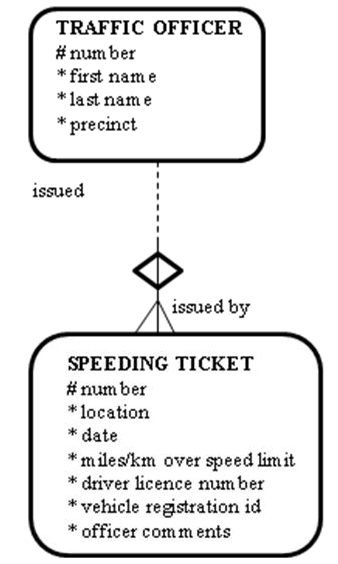 TRAFFIC OFFICER
# number
* first name
* last name
* precinct
issued
issued by
SPEEDING TICKET
# number
* location
* date
* miles/km over speed limit
* driver licence number
* vehicle registration id
* officer comments